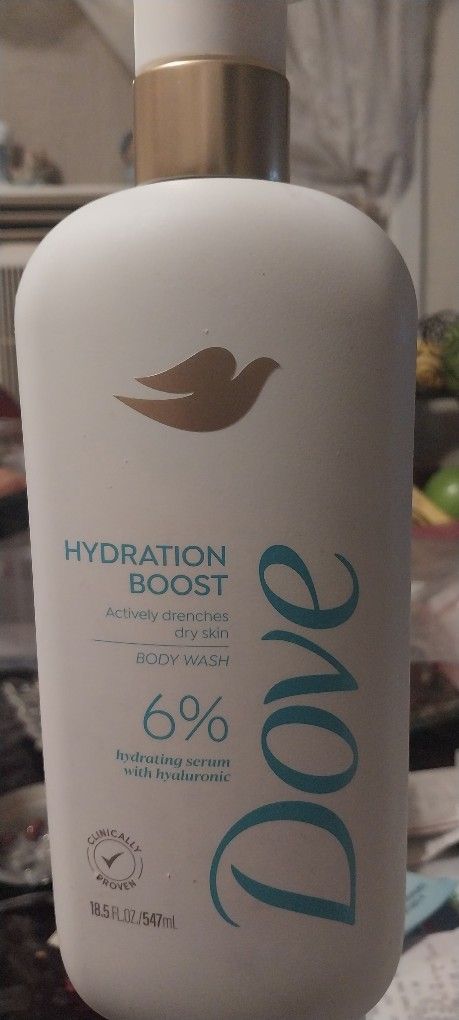 HYDRATION
BOOST
Actively drenches
dry skin
BODY WASH
6%
hydrating serum
with hyaluronic
Dove
CLINICALLY
PROVEN
18.5 FL.OZ./547mL